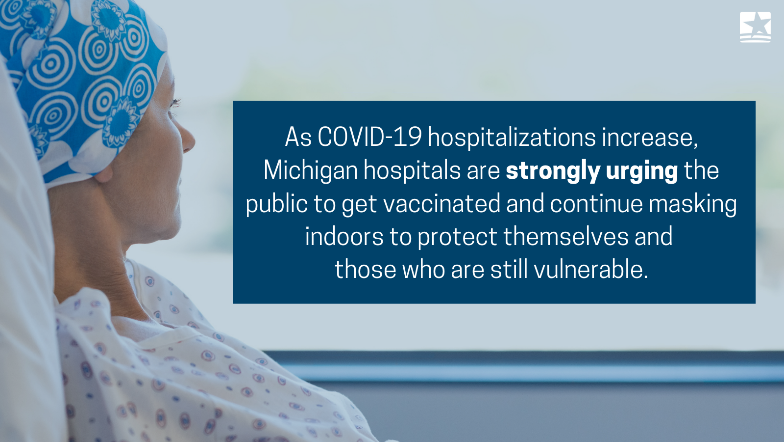 As COVID-19 hospitalizations increase,
Michigan hospitals are strongly urging the
public to get vaccinated and continue masking
indoors to protect themselves and
those who are still vulnerable.